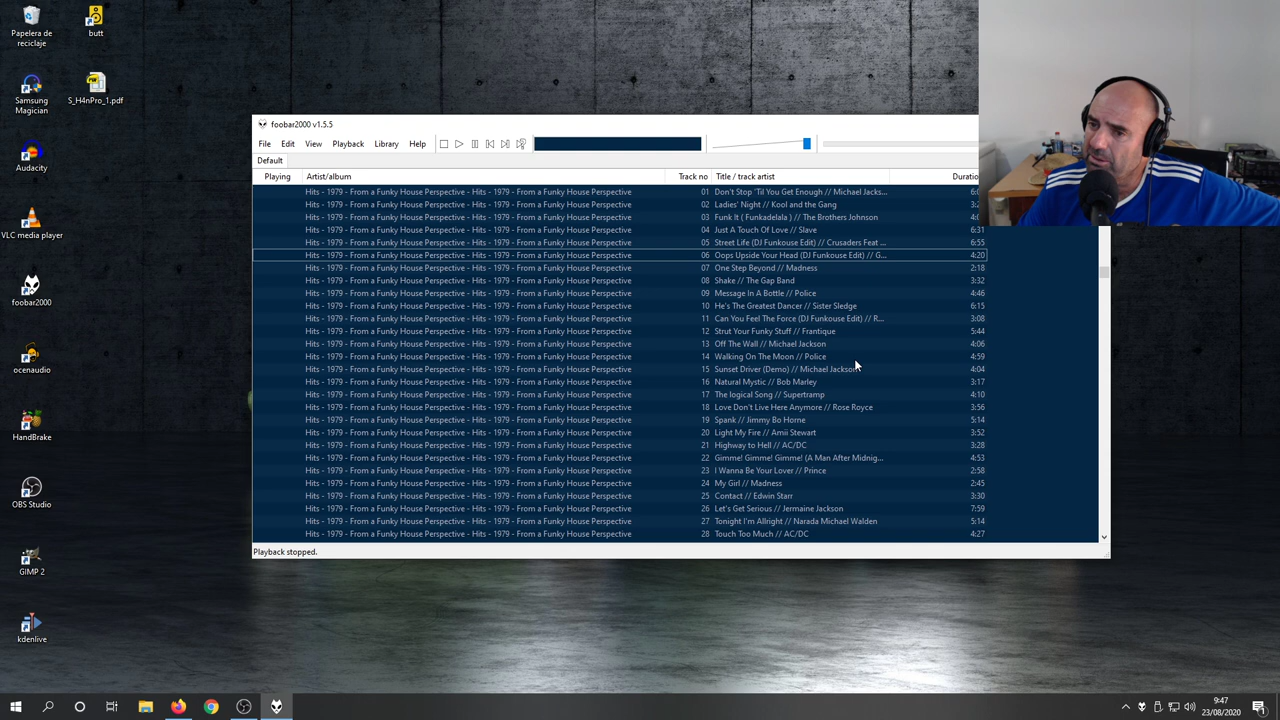 Papelera de
reciclaje
butt
Samsung
Magician
S_H4nPro_1.pdf
Audacity
VLC media player
foobar2000
ocenaudio
HandBrake
OBS Studio
GIMP 2
kdenlive
foobar2000 v1.5.5
File Edit View Playback Library Help
Default
Playing Artist/album Track no Title / track artist Duratio
Hits - 1979 - From a Funky House Perspective - Hits - 1979 - From a Funky House Perspective 01 Don't Stop 'Til You Get Enough // Michael Jacks...
Hits - 1979 - From a Funky House Perspective - Hits - 1979 - From a Funky House Perspective 02 Ladies' Night // Kool and the Gang
Hits - 1979 - From a Funky House Perspective - Hits - 1979 - From a Funky House Perspective 03 Funk It ( Funkadelala ) // The Brothers Johnson
Hits - 1979 - From a Funky House Perspective - Hits - 1979 - From a Funky House Perspective 04 Just A Touch Of Love // Slave 6:31
Hits - 1979 - From a Funky House Perspective - Hits - 1979 - From a Funky House Perspective 05 Street Life (DJ Funkouse Edit) // Crusaders Feat ... 6:55
Hits - 1979 - From a Funky House Perspective - Hits - 1979 - From a Funky House Perspective 06 Oops Upside Your Head (DJ Funkouse Edit) // G... 4:20
Hits - 1979 - From a Funky House Perspective - Hits - 1979 - From a Funky House Perspective 07 One Step Beyond // Madness 2:18
Hits - 1979 - From a Funky House Perspective - Hits - 1979 - From a Funky House Perspective 08 Shake // The Gap Band 3:32
Hits - 1979 - From a Funky House Perspective - Hits - 1979 - From a Funky House Perspective 09 Message In A Bottle // Police 4:46
Hits - 1979 - From a Funky House Perspective - Hits - 1979 - From a Funky House Perspective 10 He's The Greatest Dancer // Sister Sledge 6:15
Hits - 1979 - From a Funky House Perspective - Hits - 1979 - From a Funky House Perspective 11 Can You Feel The Force (DJ Funkouse Edit) // R... 3:08
Hits - 1979 - From a Funky House Perspective - Hits - 1979 - From a Funky House Perspective 12 Strut Your Funky Stuff // Frantique 5:44
Hits - 1979 - From a Funky House Perspective - Hits - 1979 - From a Funky House Perspective 13 Off The Wall // Michael Jackson 4:06
Hits - 1979 - From a Funky House Perspective - Hits - 1979 - From a Funky House Perspective 14 Walking On The Moon // Police 4:59
Hits - 1979 - From a Funky House Perspective - Hits - 1979 - From a Funky House Perspective 15 Sunset Driver (Demo) // Michael Jackson 4:04
Hits - 1979 - From a Funky House Perspective - Hits - 1979 - From a Funky House Perspective 16 Natural Mystic // Bob Marley 3:17
Hits - 1979 - From a Funky House Perspective - Hits - 1979 - From a Funky House Perspective 17 The logical Song // Supertramp 4:10
Hits - 1979 - From a Funky House Perspective - Hits - 1979 - From a Funky House Perspective 18 Love Don't Live Here Anymore // Rose Royce 3:56
Hits - 1979 - From a Funky House Perspective - Hits - 1979 - From a Funky House Perspective 19 Spank // Jimmy Bo Horne 5:14
Hits - 1979 - From a Funky House Perspective - Hits - 1979 - From a Funky House Perspective 20 Light My Fire // Amii Stewart 3:52
Hits - 1979 - From a Funky House Perspective - Hits - 1979 - From a Funky House Perspective 21 Highway to Hell // AC/DC 3:28
Hits - 1979 - From a Funky House Perspective - Hits - 1979 - From a Funky House Perspective 22 Gimme! Gimme! Gimme! (A Man After Midnig... 4:53
Hits - 1979 - From a Funky House Perspective - Hits - 1979 - From a Funky House Perspective 23 I Wanna Be Your Lover // Prince 2:58
Hits - 1979 - From a Funky House Perspective - Hits - 1979 - From a Funky House Perspective 24 My Girl // Madness 2:45
Hits - 1979 - From a Funky House Perspective - Hits - 1979 - From a Funky House Perspective 25 Contact // Edwin Starr 3:30
Hits - 1979 - From a Funky House Perspective - Hits - 1979 - From a Funky House Perspective 26 Let's Get Serious // Jermaine Jackson 7:59
Hits - 1979 - From a Funky House Perspective - Hits - 1979 - From a Funky House Perspective 27 Tonight I'm Allright // Narada Michael Walden 5:14
Hits - 1979 - From a Funky House Perspective - Hits - 1979 - From a Funky House Perspective 28 Touch Too Much // AC/DC 4:27
Playback stopped.
9:47
23/08/2020